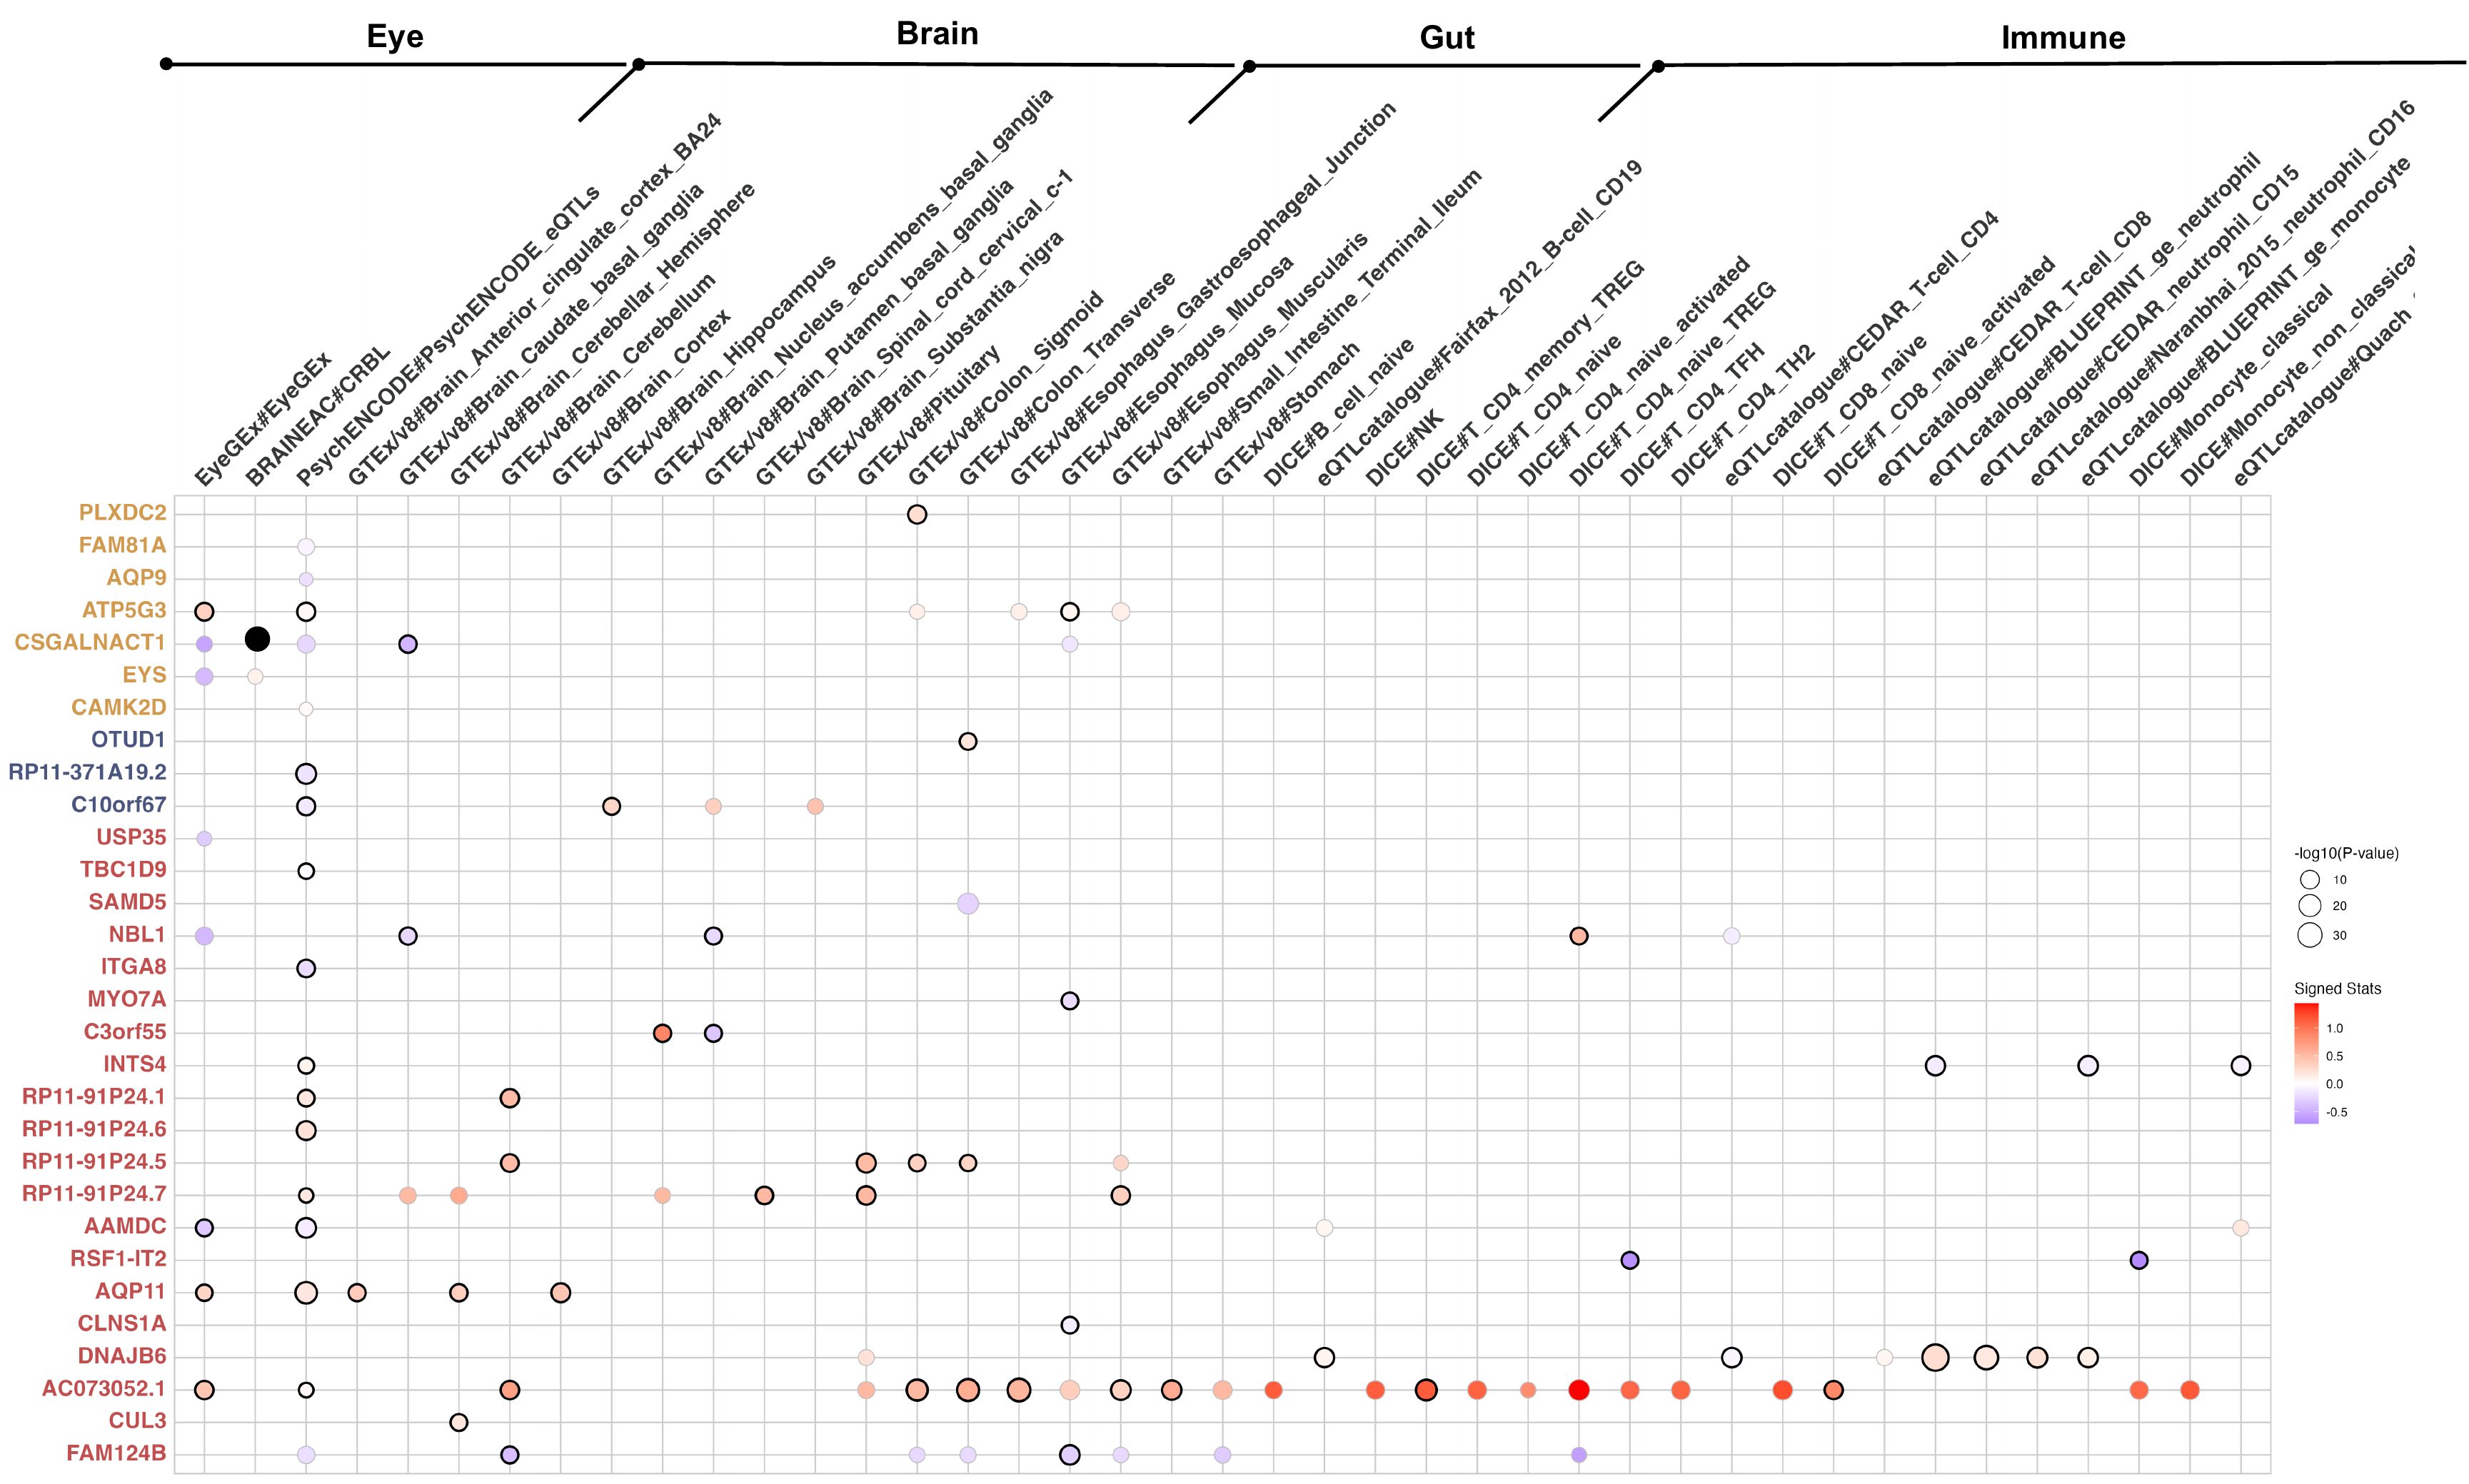 Eye
Brain
Gut
Immune
EyeGEx#EyeGEx
BRAINEAC#CRBL
PsychENCODE#PsychENCODE_eQTLs
GTEx/v8#Brain_Anterior_cingulate_cortex_BA24
GTEx/v8#Brain_Caudate_basal_ganglia
GTEx/v8#Brain_Cerebellar_Hemisphere
GTEx/v8#Brain_Cerebellum
GTEx/v8#Brain_Cortex
GTEx/v8#Brain_Hippocampus
GTEx/v8#Brain_Nucleus_accumbens_basal_ganglia
GTEx/v8#Brain_Putamen_basal_ganglia
GTEx/v8#Brain_Spinal_cord_cervical_c-1
GTEx/v8#Brain_Substantia_nigra
GTEx/v8#Pituitary
GTEx/v8#Colon_Sigmoid
GTEx/v8#Colon_Transverse
GTEx/v8#Esophagus_Gastroesophageal_Junction
GTEx/v8#Esophagus_Mucosa
GTEx/v8#Esophagus_Muscularis
GTEx/v8#Small_Intestine_Terminal_Ileum
GTEx/v8#Stomach
DICE#B_cell_naive
eQTLcatalogue#Fairfax_2012_B-cell_CD19
DICE#NK
DICE#T_CD4_memory_TREG
DICE#T_CD4_naive
DICE#T_CD4_naive_activated
DICE#T_CD4_naive_TREG
DICE#T_CD4_TFH
DICE#T_CD4_TH2
eQTLcatalogue#CEDAR_T-cell_CD4
DICE#T_CD8_naive
DICE#T_CD8_naive_activated
eQTLcatalogue#CEDAR_T-cell_CD8
eQTLcatalogue#BLUEPRINT_ge_neutrophil
eQTLcatalogue#CEDAR_neutrophil_CD15
eQTLcatalogue#Naranbhai_2015_neutrophil_CD16
eQTLcatalogue#BLUEPRINT_ge_monocyte
DICE#Monocyte_classical
DICE#Monocyte_non_classical
eQTLcatalogue#Quach_
PLXDC2
FAM81A
AQP9
ATP5G3
CSGALNACT1
EYS
CAMK2D
OTUD1
RP11-371A19.2
C10orf67
USP35
TBC1D9
SAMD5
NBL1
ITGA8
MYO7A
C3orf55
INTS4
RP11-91P24.1
RP11-91P24.6
RP11-91P24.5
RP11-91P24.7
AAMDC
RSF1-IT2
AQP11
CLNS1A
DNAJB6
AC073052.1
CUL3
FAM124B
-log10(P-value)
10
20
30
Signed Stats
1.0
0.5
0.0
-0.5